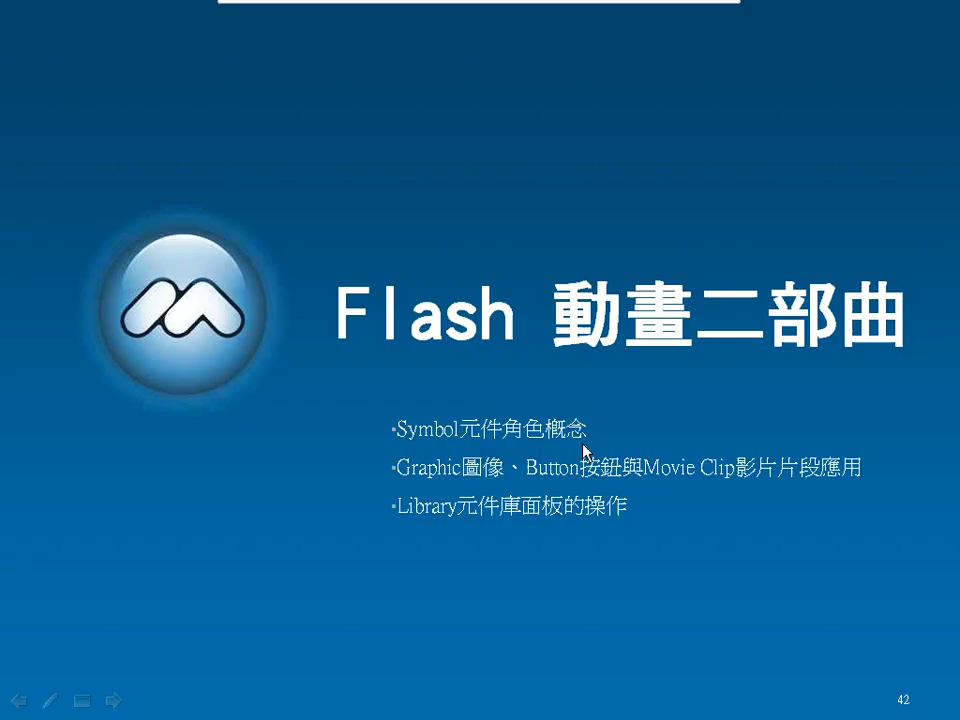 Flash 動畫二部曲
▪Symbol元件角色概念
▪Graphic圖像、Button按鈕與Movie Clip影片片段應用
▪Library元件庫面板的操作
42